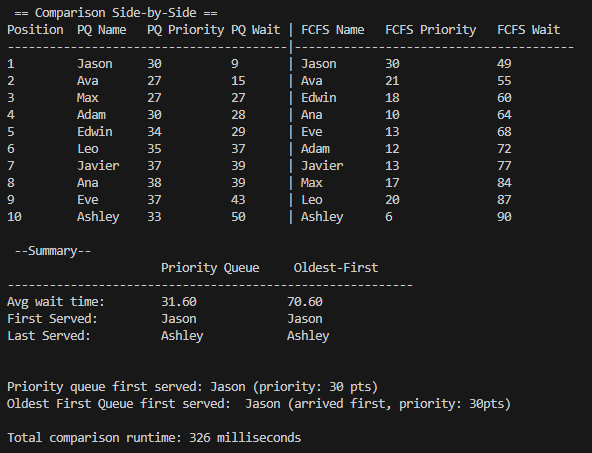 == Comparison Side-by-Side ==
Position  PQ Name   PQ Priority PQ Wait | FCFS Name   FCFS Priority   FCFS Wait
----------------------------------------|----------------------------------------
1         Jason     30          9       | Jason       30              49
2         Ava       27          15      | Ava         21              55
3         Max       27          27      | Edwin       18              60
4         Adam      30          28      | Ana         10              64
5         Edwin     34          29      | Eve         13              68
6         Leo       35          37      | Adam        12              72
7         Javier    37          39      | Javier      13              77
8         Ana       38          39      | Max         17              84
9         Eve       37          43      | Leo         20              87
10        Ashley    33          50      | Ashley      6               90
--Summary--
                      Priority Queue     Oldest-First
----------------------------------------------------------
Avg wait time:        31.60             70.60
First Served:         Jason             Jason
Last Served:          Ashley            Ashley
Priority queue first served: Jason (priority: 30 pts)
Oldest First Queue first served:  Jason (arrived first, priority: 30pts)
Total comparison runtime: 326 milliseconds